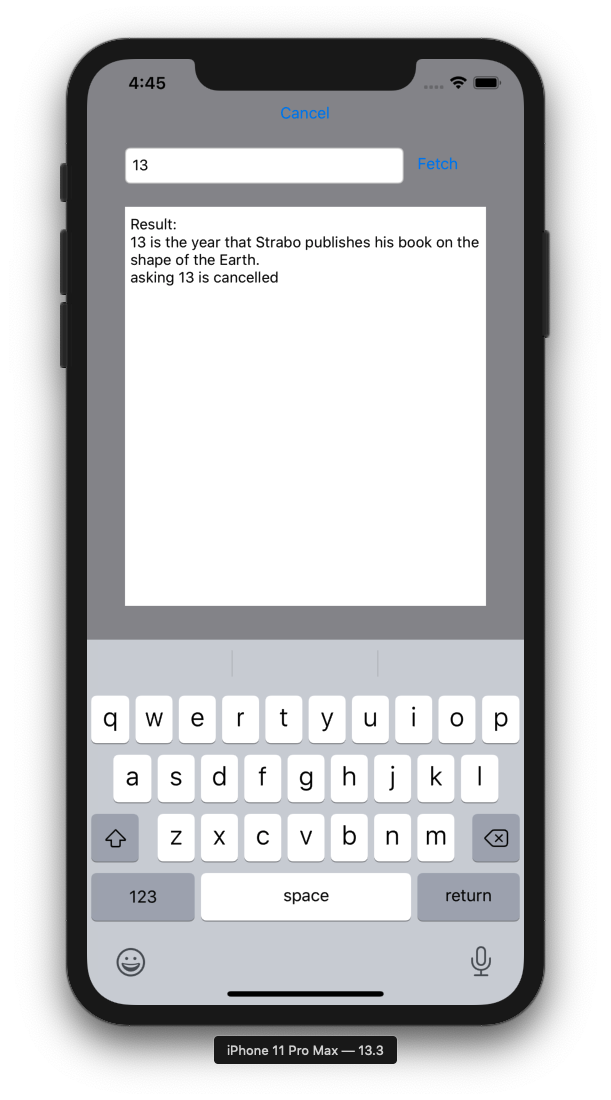 4:45
Cancel
13 Fetch
Result:
13 is the year that Strabo publishes his book on the
shape of the Earth.
asking 13 is cancelled
q w e r t y u i o p
a s d f g h j k l
z x c v b n m
123 space return
iPhone 11 Pro Max — 13.3